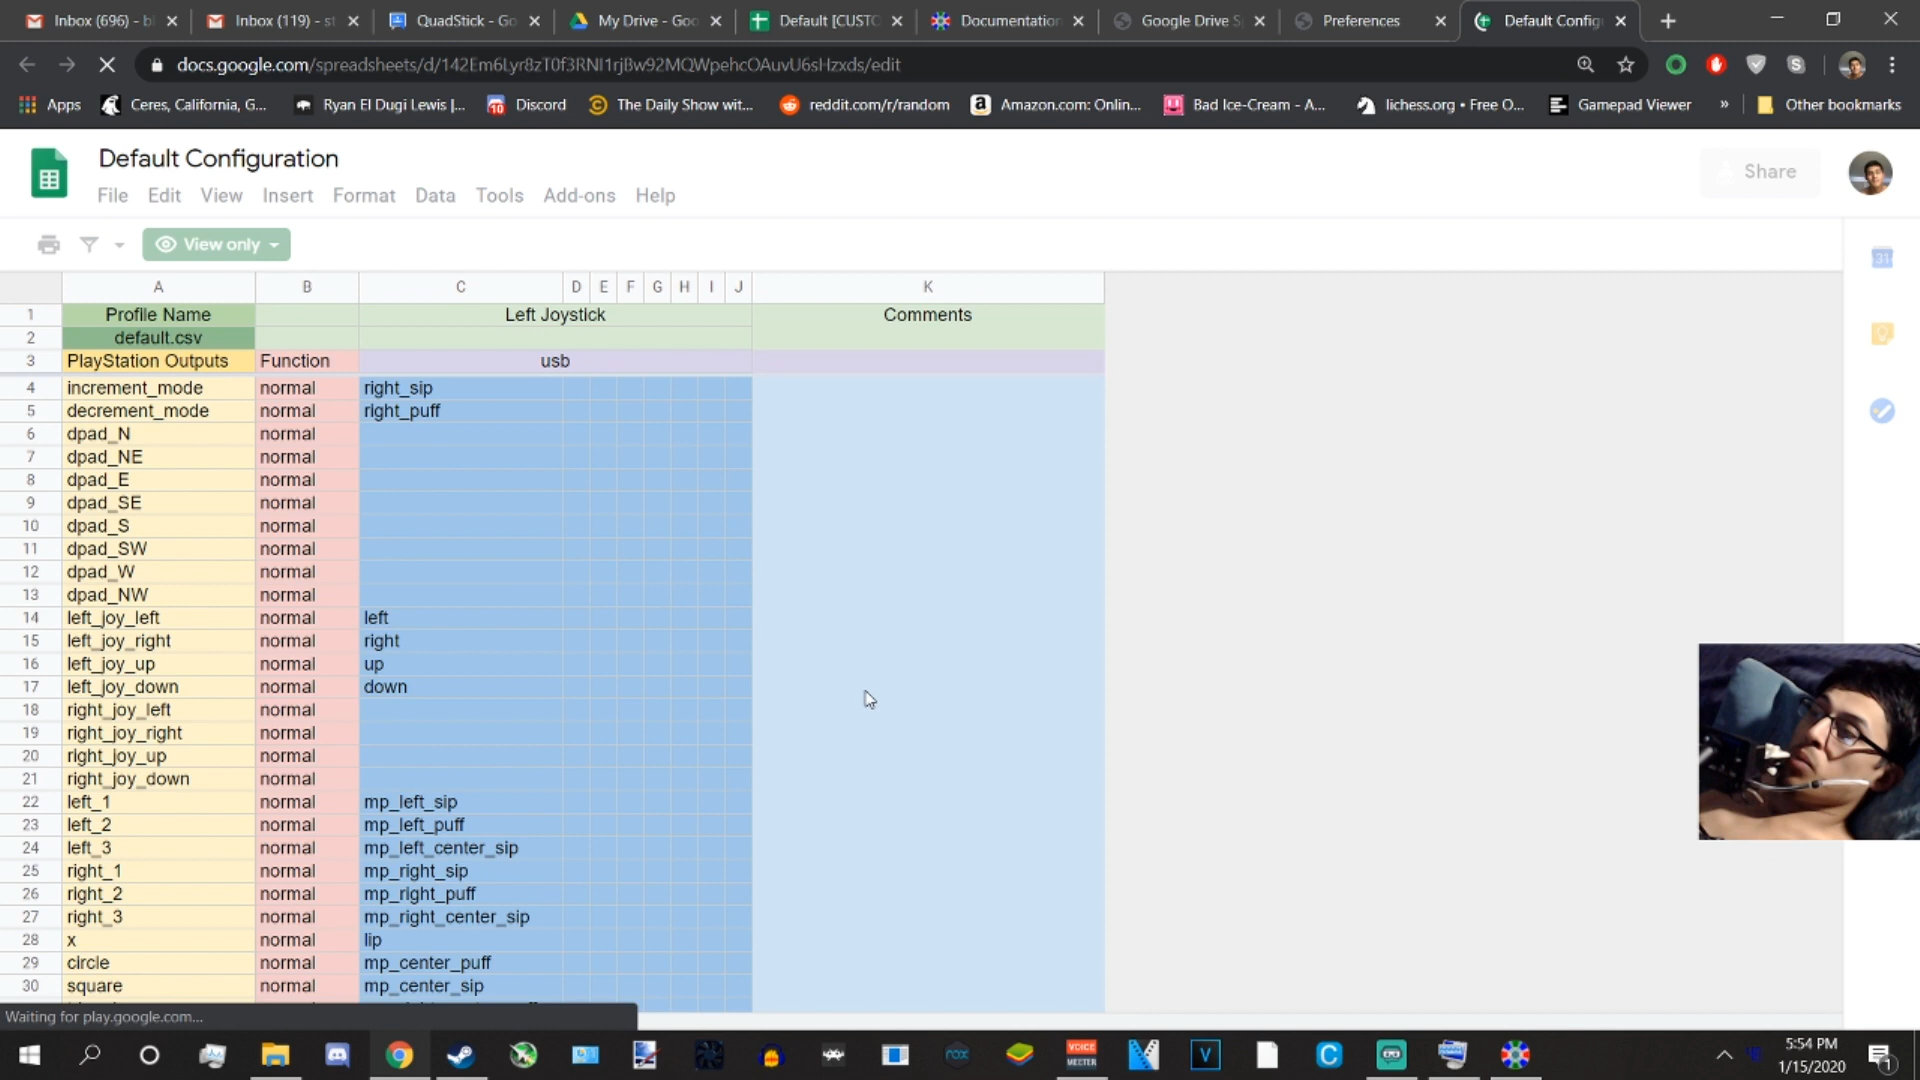 Inbox (696) - bl
Inbox (119) - st
QuadStick - Go
My Drive - Goo
Default [CUSTO
Documentation
Google Drive S
Preferences
Default Config
docs.google.com/spreadsheets/d/142Em6Lyr8zT0f3RNI1rjBw92MQWpehcOAuvU6sHzxds/edit
Apps
Ceres, California, G...
Ryan El Dugi Lewis |...
Discord
The Daily Show wit...
reddit.com/r/random
Amazon.com: Onlin...
Bad Ice-Cream - A...
lichess.org • Free O...
Gamepad Viewer
»
Other bookmarks
Default Configuration
Share
File Edit View Insert Format Data Tools Add-ons Help
View only
A B C D E F G H I J K
1 Profile Name Left Joystick Comments
2 default.csv
3 PlayStation Outputs Function usb
4 increment_mode normal right_sip
5 decrement_mode normal right_puff
6 dpad_N normal
7 dpad_NE normal
8 dpad_E normal
9 dpad_SE normal
10 dpad_S normal
11 dpad_SW normal
12 dpad_W normal
13 dpad_NW normal
14 left_joy_left normal left
15 left_joy_right normal right
16 left_joy_up normal up
17 left_joy_down normal down
18 right_joy_left normal
19 right_joy_right normal
20 right_joy_up normal
21 right_joy_down normal
22 left_1 normal mp_left_sip
23 left_2 normal mp_left_puff
24 left_3 normal mp_left_center_sip
25 right_1 normal mp_right_sip
26 right_2 normal mp_right_puff
27 right_3 normal mp_right_center_sip
28 x normal lip
29 circle normal mp_center_puff
30 square normal mp_center_sip
Waiting for play.google.com...
31
VOICE
MEETER
nox
V
C
5:54 PM
1/15/2020
1